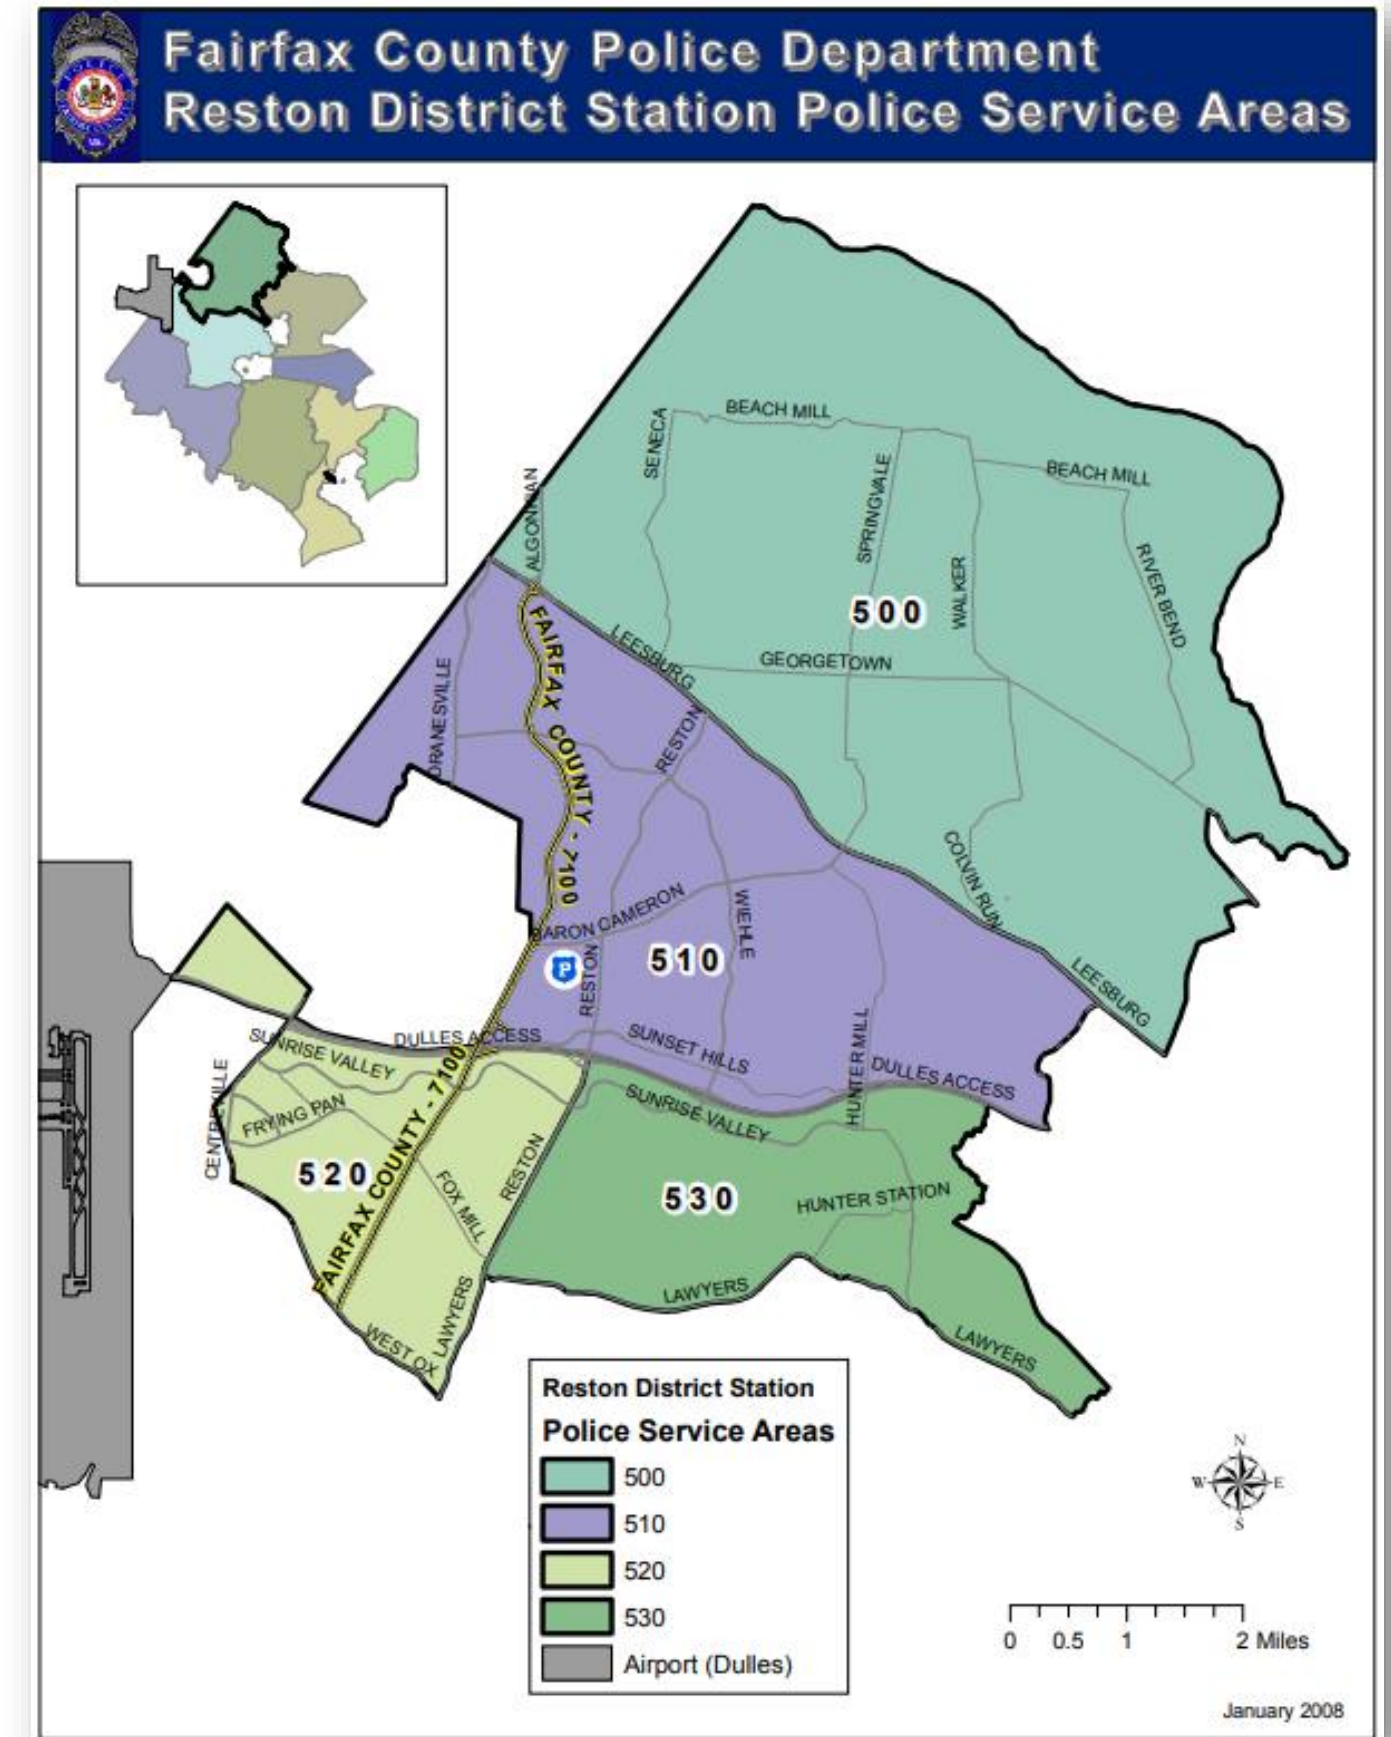 Fairfax County Police Department
Reston District Station Police Service Areas
POLICE
VA.
BEACH MILL
SENECA
BEACH MILL
ALGONKIAN
SPRINGVALE
RIVER BEND
WALKER
500
FAIRFAX COUNTY - 7100
LEESBURG
GEORGETOWN
DRANESVILLE
RESTON
COLVIN RUN
BARON CAMERON
WIEHLE
510
P
RESTON
LEESBURG
SUNRISE VALLEY
DULLES ACCESS
SUNSET HILLS
HUNTER MILL
DULLES ACCESS
CENTREVILLE
FRYING PAN
SUNRISE VALLEY
FAIRFAX COUNTY - 7100
520
FOX MILL
RESTON
530
HUNTER STATION
LAWYERS
LAWYERS
WEST OX
LAWYERS
Reston District Station
Police Service Areas
500
510
520
530
Airport (Dulles)
N
W E
S
0 0.5 1 2 Miles
January 2008